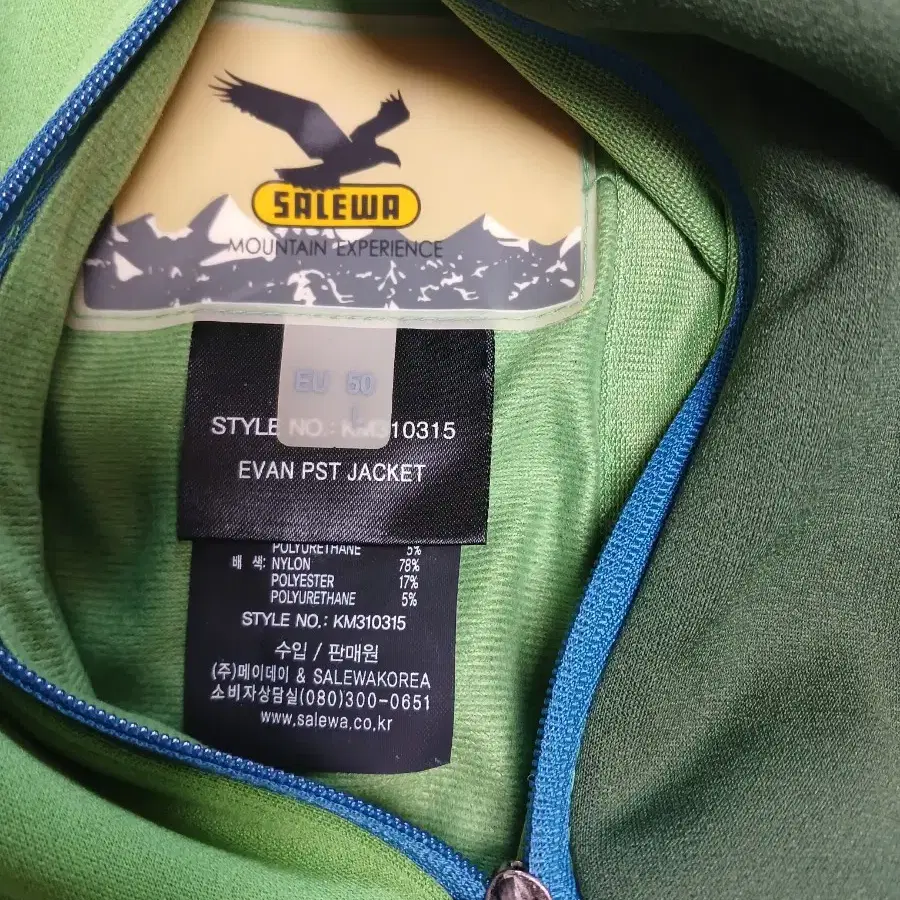 SALEWA
MOUNTAIN EXPERIENCE
EU 50
L
STYLE NO.: KM310315
EVAN PST JACKET
POLYURETHANE 5%
배 색: NYLON 78%
POLYESTER 17%
POLYURETHANE 5%
STYLE NO.: KM310315
수입 / 판매원
(주)메이데이 & SALEWAKOREA
소비자상담실(080)300-0651
www.salewa.co.kr